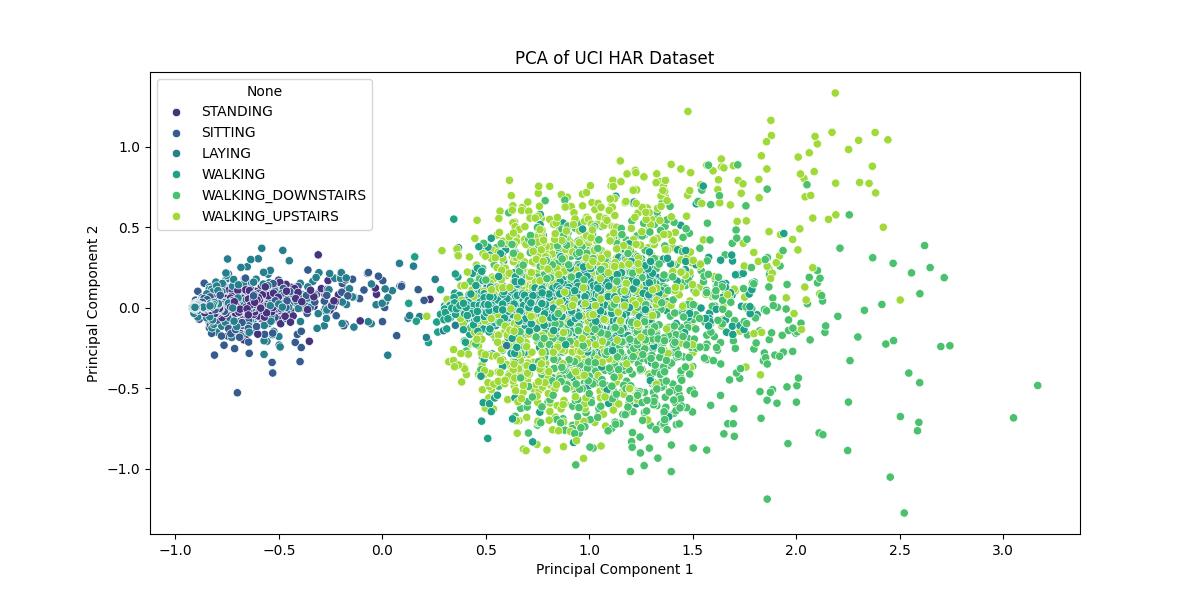 PCA of UCI HAR Dataset
None
STANDING
SITTING
LAYING
WALKING
WALKING_DOWNSTAIRS
WALKING_UPSTAIRS
Principal Component 2
1.0
0.5
0.0
−0.5
−1.0
−1.0 −0.5 0.0 0.5 1.0 1.5 2.0 2.5 3.0
Principal Component 1